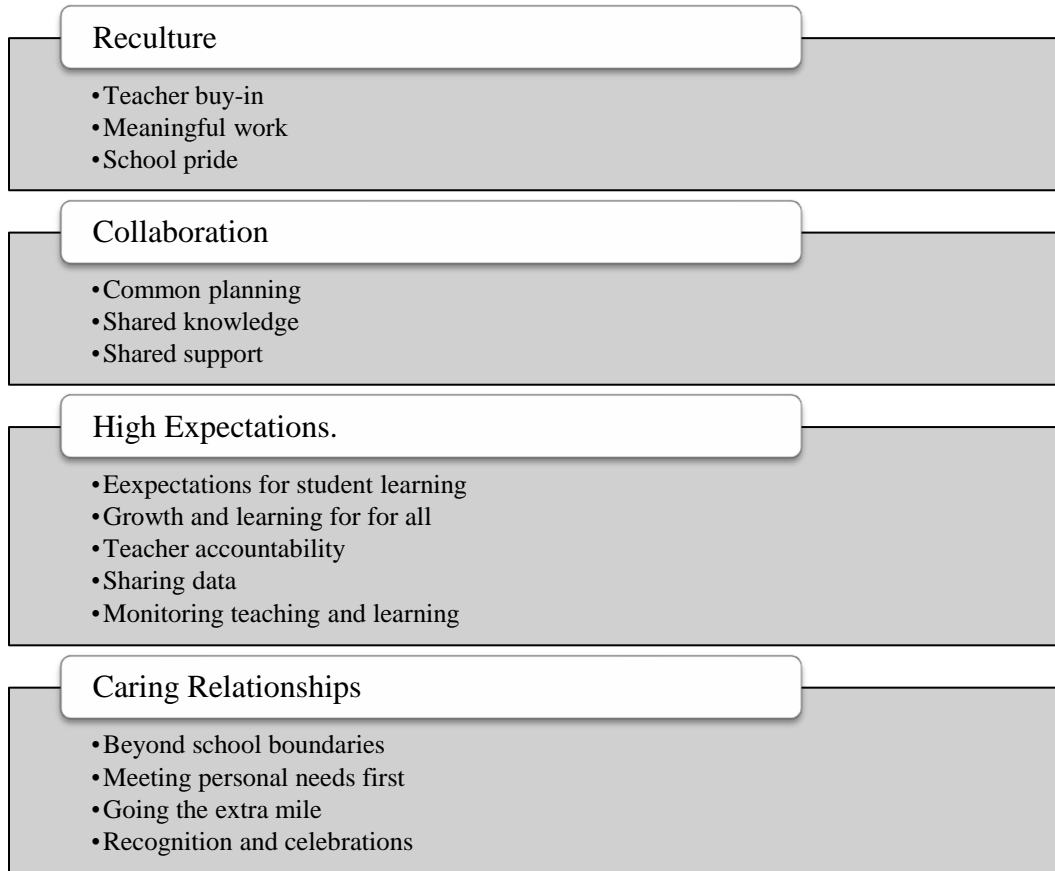 Reculture
•Teacher buy-in
•Meaningful work
•School pride
Collaboration
•Common planning
•Shared knowledge
•Shared support
High Expectations.
•Eexpectations for student learning
•Growth and learning for for all
•Teacher accountability
•Sharing data
•Monitoring teaching and learning
Caring Relationships
•Beyond school boundaries
•Meeting personal needs first
•Going the extra mile
•Recognition and celebrations